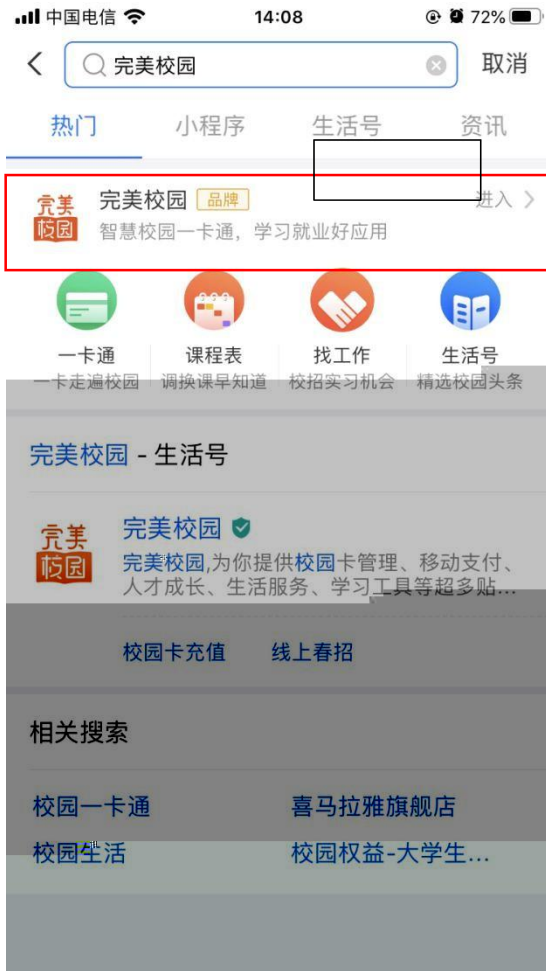 中国电信 14:08 72%
完美校园 取消
热门 小程序 生活号 资讯
完美校园 品牌 进入
智慧校园一卡通，学习就业好应用
完美校园
一卡通 课程表 找工作 生活号
一卡走遍校园 调换课早知道 校招实习机会 精选校园头条
完美校园 - 生活号
完美校园
完美校园,为你提供校园卡管理、移动支付、
人才成长、生活服务、学习工具等超多贴...
完美校园
校园卡充值 线上春招
相关搜索
校园一卡通 喜马拉雅旗舰店
校园生活 校园权益-大学生...